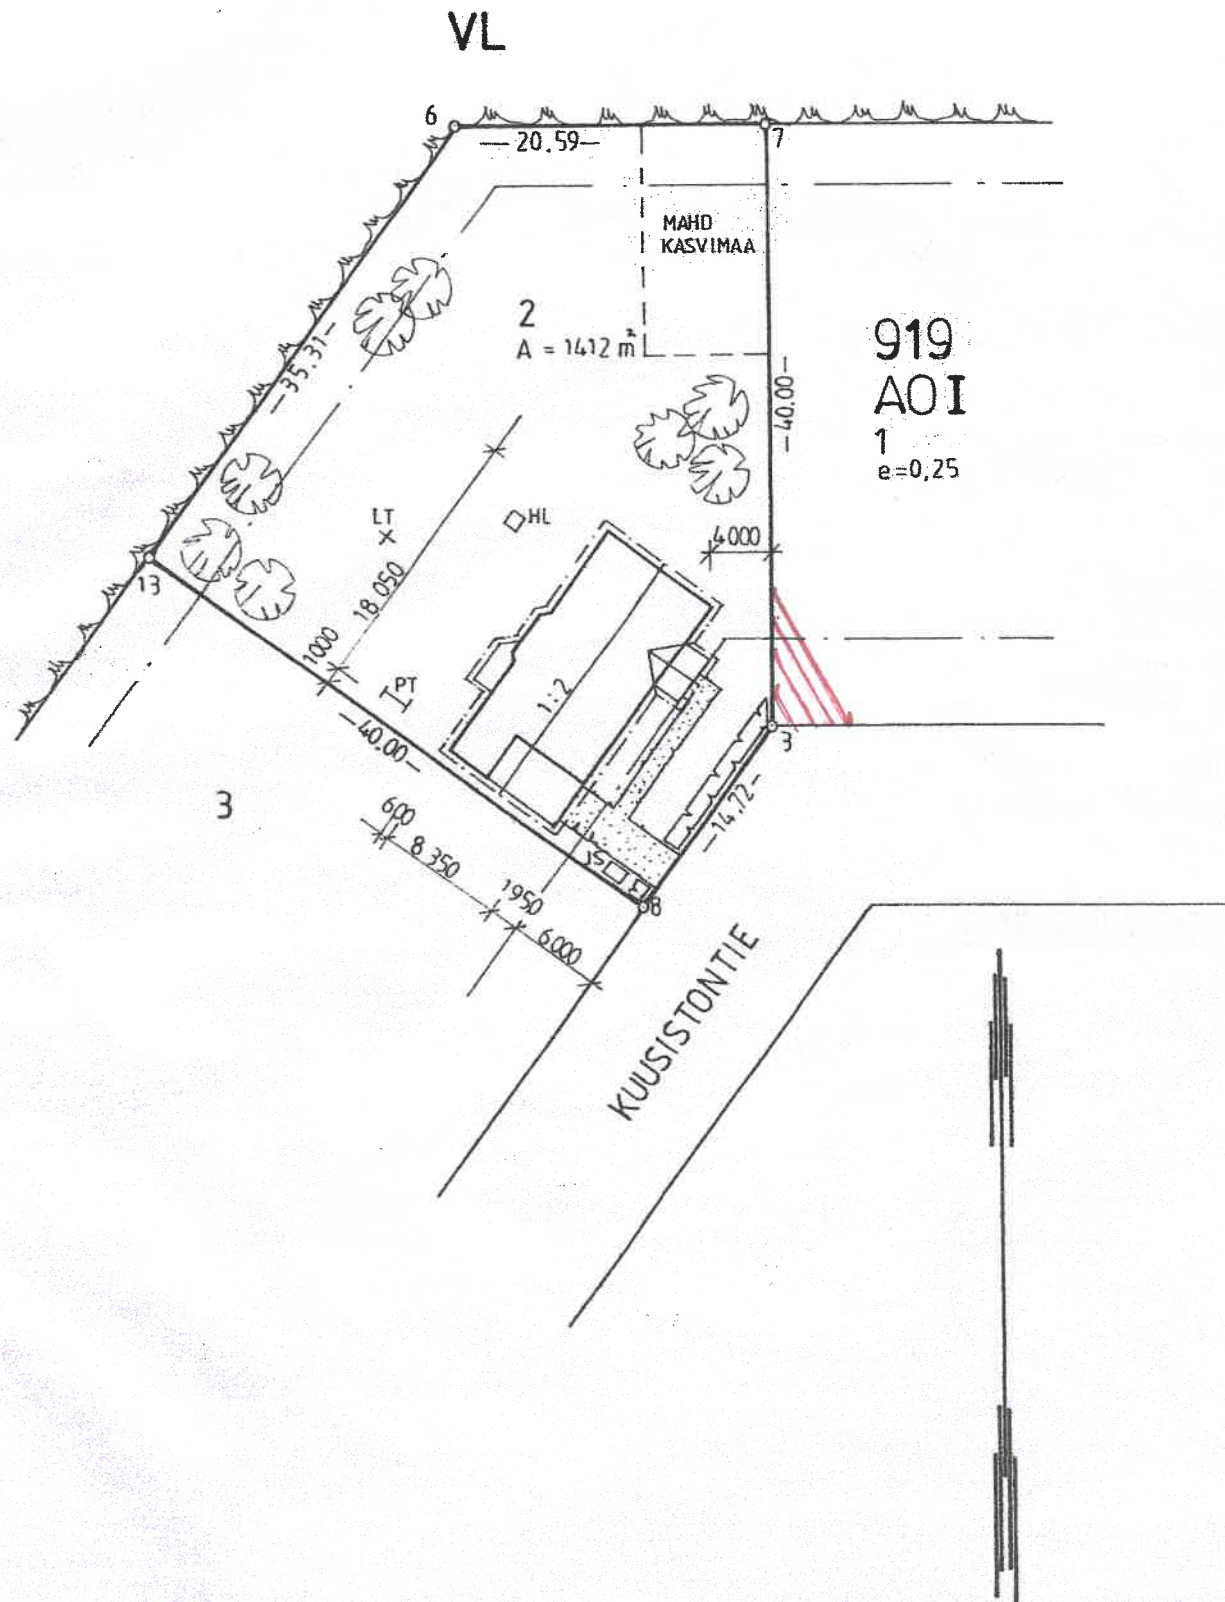 VL
6
7
—20.59—
MAHD
KASVIMAA
2
A = 1412 m²
—35.31—
—40.00—
919
AO I
1
e=0,25
LT
HL
4000
13
18 050
1000
PT
1:2
—40.00—
3
3
—14.72—
600
8 350
1950
6000
8
KUUSISTONTIE